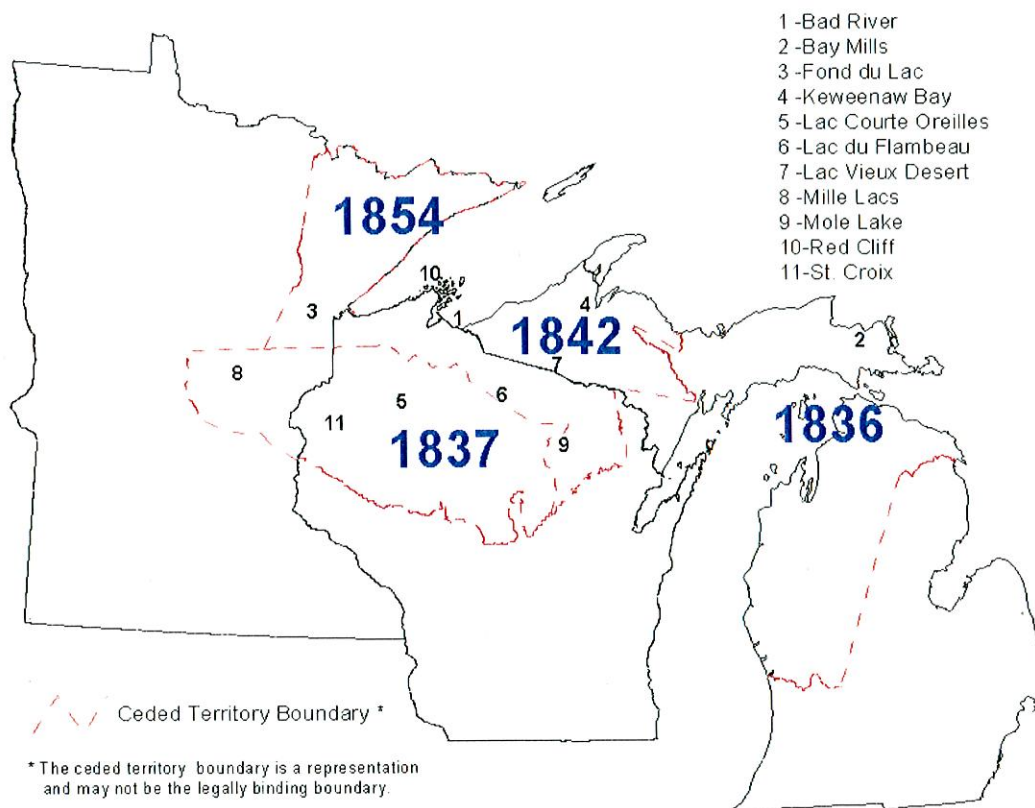 1 -Bad River
2 -Bay Mills
3 -Fond du Lac
4 -Keweenaw Bay
5 -Lac Courte Oreilles
6 -Lac du Flambeau
7 -Lac Vieux Desert
8 -Mille Lacs
9 -Mole Lake
10-Red Cliff
11-St. Croix
1854
10
3
1
4
2
1842
7
8
6
5
11
1836
1837
9
Ceded Territory Boundary *
* The ceded territory boundary is a representation
and may not be the legally binding boundary.